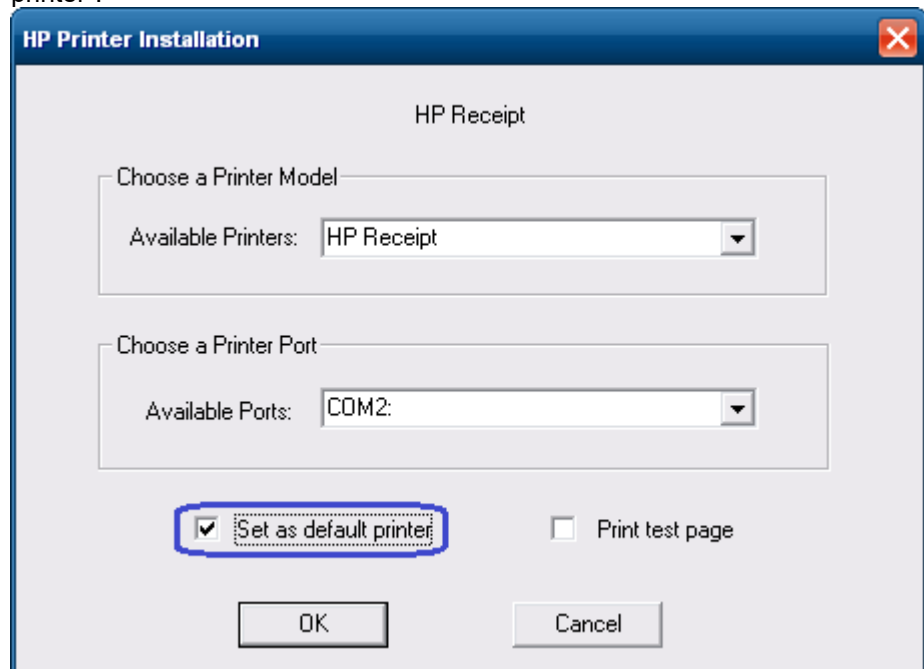 printer".
HP Printer Installation
HP Receipt
Choose a Printer Model
Available Printers: HP Receipt
Choose a Printer Port
Available Ports: COM2:
Set as default printer Print test page
OK Cancel